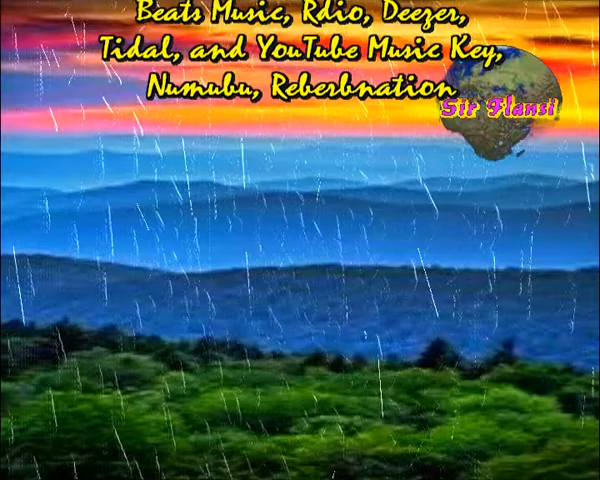 Beats Music, Rdio, Deezer,
Tidal, and YouTube Music Key,
Numubu, Reberbnation
Sir Flansi